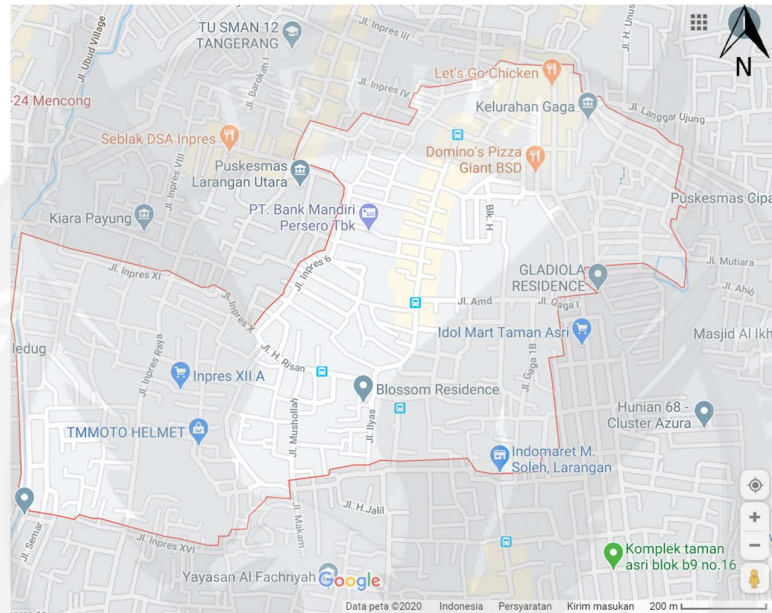 TU SMAN 12
TANGERANG
Jl. Inpres III
Jl. Ubud Village
Jl. Barokah I
Jl. H. Unus
N
-24 Mencong
Let's Go Chicken
Jl. Inpres IV
Kelurahan Gaga
Jl. Langgar Ujung
Seblak DSA Inpres
Jl. Inpres VIII
Domino's Pizza
Giant BSD
Puskesmas
Larangan Utara
Puskesmas Cipa
Kiara Payung
PT. Bank Mandiri
Persero Tbk
Blk. H
Jl. Mutiara
Jl. Inpres XI
Jl. Inpres 6
GLADIOLA
RESIDENCE
Jl. Ahio
Jl. Amd
Jl. Gaga I
Jl. Inpres X
Idol Mart Taman Asri
Masjid Al Ikh
ledug
Jl. Inpres Raya
Jl. H. Risan
Jl. Gaga 1B
Inpres XII A
Blossom Residence
Hunian 68 -
Cluster Azura
TMMOTO HELMET
Jl. Mushollah
Jl. Ilyas
Indomaret M.
Soleh, Larangan
Jl. Semar
Jl. Inpres XVI
Jl. Makam
Jl. H.Jalil
Komplek taman
asri blok b9 no.16
Yayasan Al Fachriyah
Google
Data peta ©2020 Indonesia Persyaratan Kirim masukan 200 m